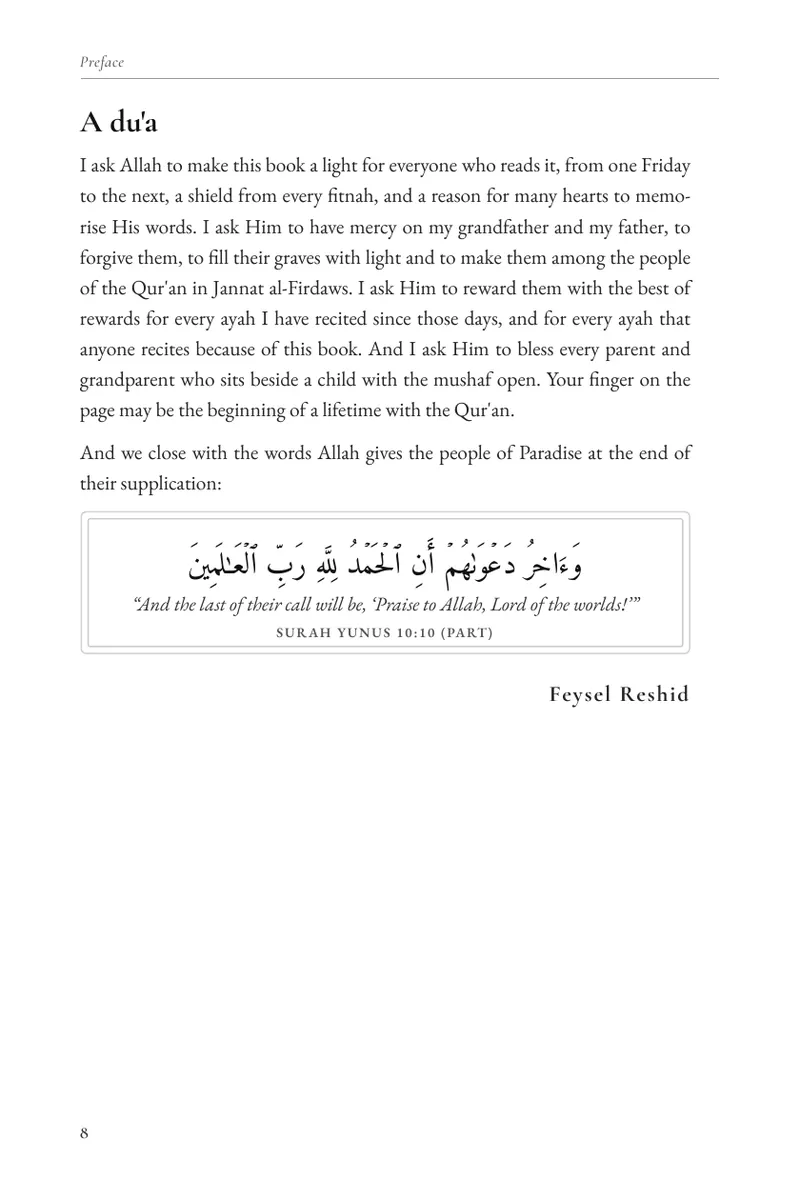 Preface
A du'a
I ask Allah to make this book a light for everyone who reads it, from one Friday
to the next, a shield from every fitnah, and a reason for many hearts to memo-
rise His words. I ask Him to have mercy on my grandfather and my father, to
forgive them, to fill their graves with light and to make them among the people
of the Qur'an in Jannat al-Firdaws. I ask Him to reward them with the best of
rewards for every ayah I have recited since those days, and for every ayah that
anyone recites because of this book. And I ask Him to bless every parent and
grandparent who sits beside a child with the mushaf open. Your finger on the
page may be the beginning of a lifetime with the Qur'an.
And we close with the words Allah gives the people of Paradise at the end of
their supplication:
وَءَاخِرُ دَعۡوَىٰهُمۡ أَنِ ٱلۡحَمۡدُ لِلَّهِ رَبِّ ٱلۡعَـٰلَمِينَ
“And the last of their call will be, ‘Praise to Allah, Lord of the worlds!’”
SURAH YUNUS 10:10 (PART)
Feysel Reshid
8